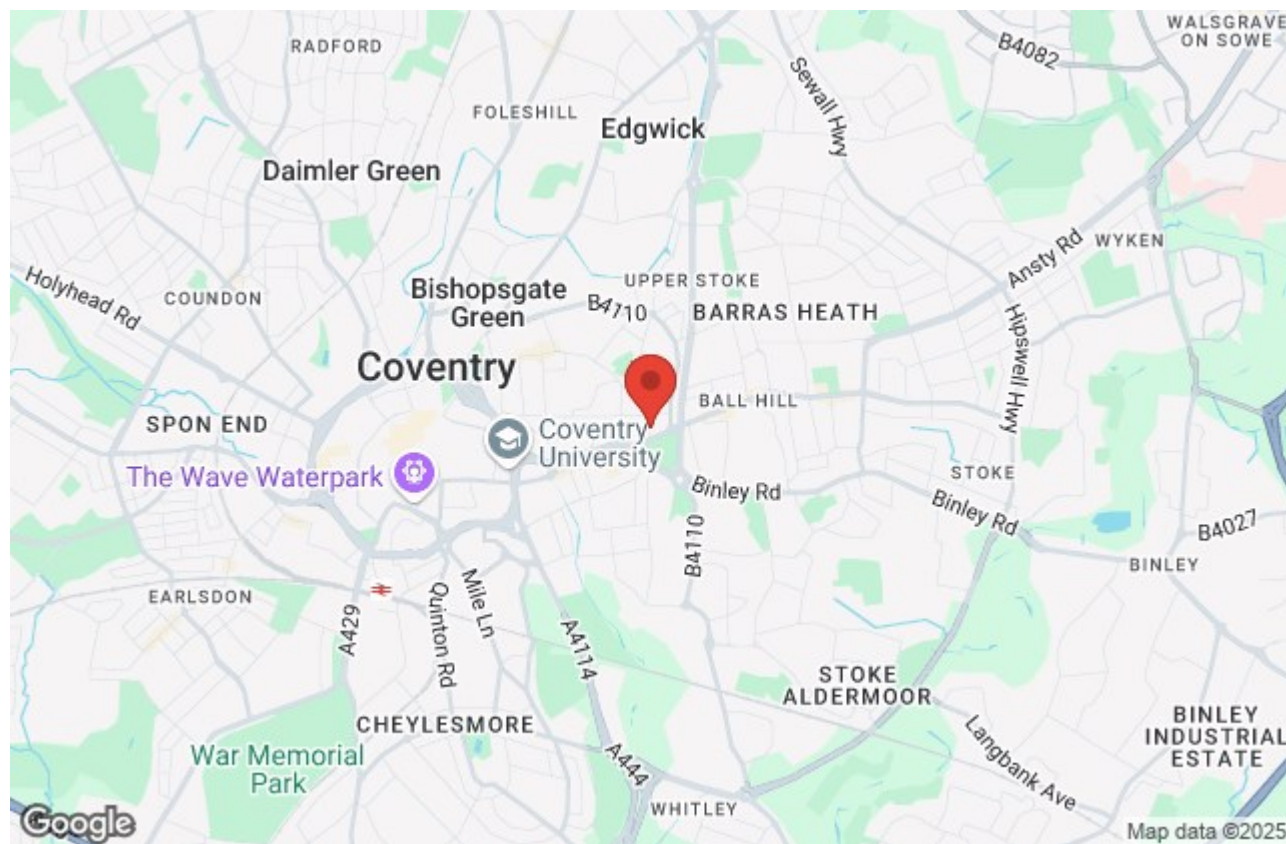 WALSGRAVE
ON SOWE
RADFORD
B4082
Sewall Hwy
FOLESHILL
Edgwick
Daimler Green
WYKEN
Ansty Rd
Holyhead Rd
COUNDON
Bishopsgate
Green
UPPER STOKE
B4110
BARRAS HEATH
Hipswell Hwy
Coventry
BALL HILL
SPON END
Coventry
University
The Wave Waterpark
STOKE
Binley Rd
Binley Rd
B4027
B4110
BINLEY
EARLSDON
A429
Quinton Rd
Mile Ln
A4114
STOKE
ALDERMOOR
CHEYLESMORE
BINLEY
INDUSTRIAL
ESTATE
Langbank Ave
War Memorial
Park
A444
WHITLEY
Google
Map data ©2025